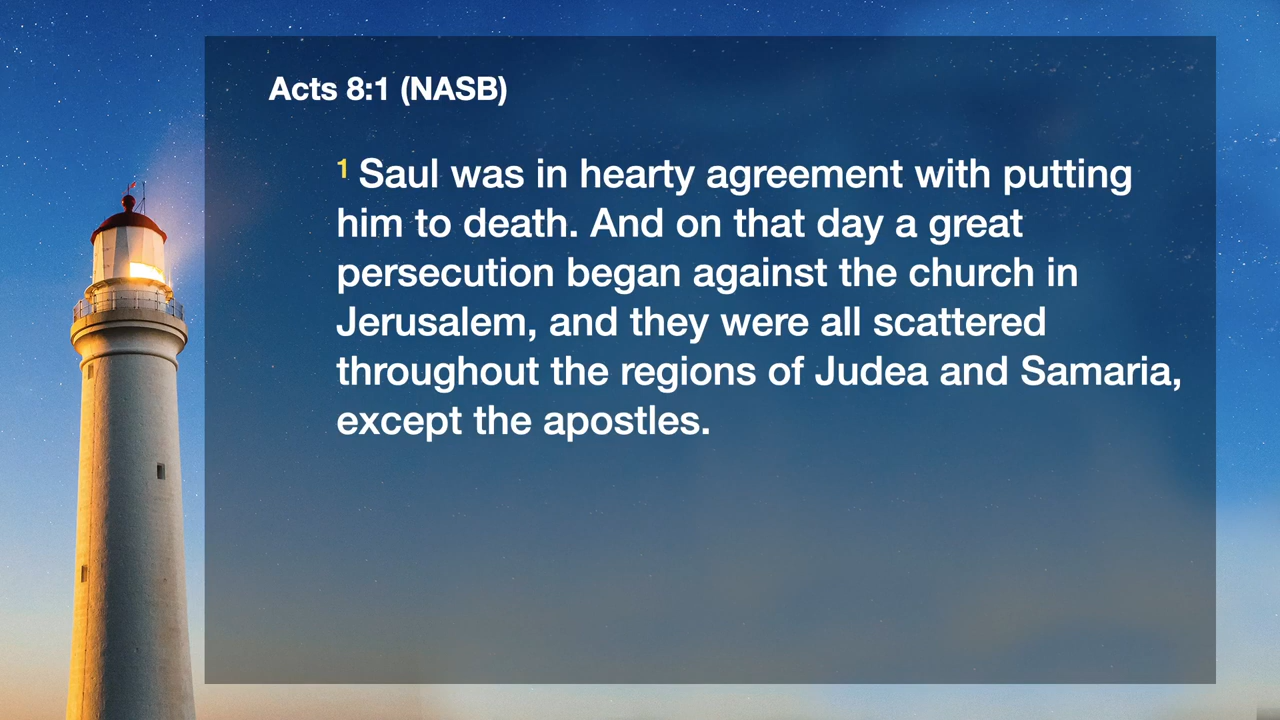 Acts 8:1 (NASB)
1 Saul was in hearty agreement with putting
him to death. And on that day a great
persecution began against the church in
Jerusalem, and they were all scattered
throughout the regions of Judea and Samaria,
except the apostles.